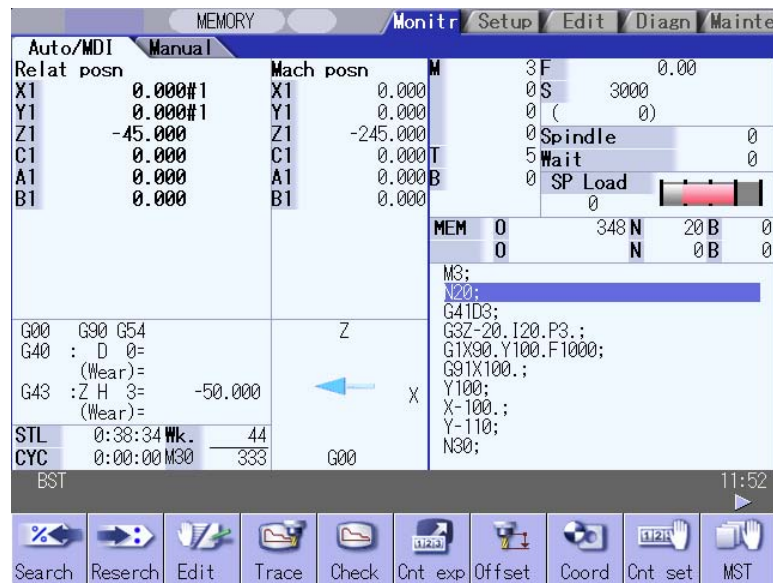 MEMORY Monitr Setup Edit Diagn Mainte
Auto/MDI Manual
Relat posn Mach posn M 3 F 0.00
X1 0.000#1 X1 0.000 0 S 3000
Y1 0.000#1 Y1 0.000 0 ( 0)
Z1 -45.000 Z1 -245.000 0 Spindle 0
C1 0.000 C1 0.000 T 5 Wait 0
A1 0.000 A1 0.000 B 0 SP Load
B1 0.000 B1 0.000 0
MEM O 348 N 20 B 0
O N 0 B 0
M3;
N20;
G41D3;
G3Z-20.I20.P3.;
G1X90.Y100.F1000;
G91X100.;
Y100;
X-100.;
Y-110;
N30;
G00 G90 G54 Z
G40 : D 0=
(Wear)=
G43 :Z H 3= -50.000 X
(Wear)=
STL 0:38:34 Wk. 44
CYC 0:00:00 M30 333 G00
BST 11:52
Search Reserch Edit Trace Check Cnt exp Offset Coord Cnt set MST